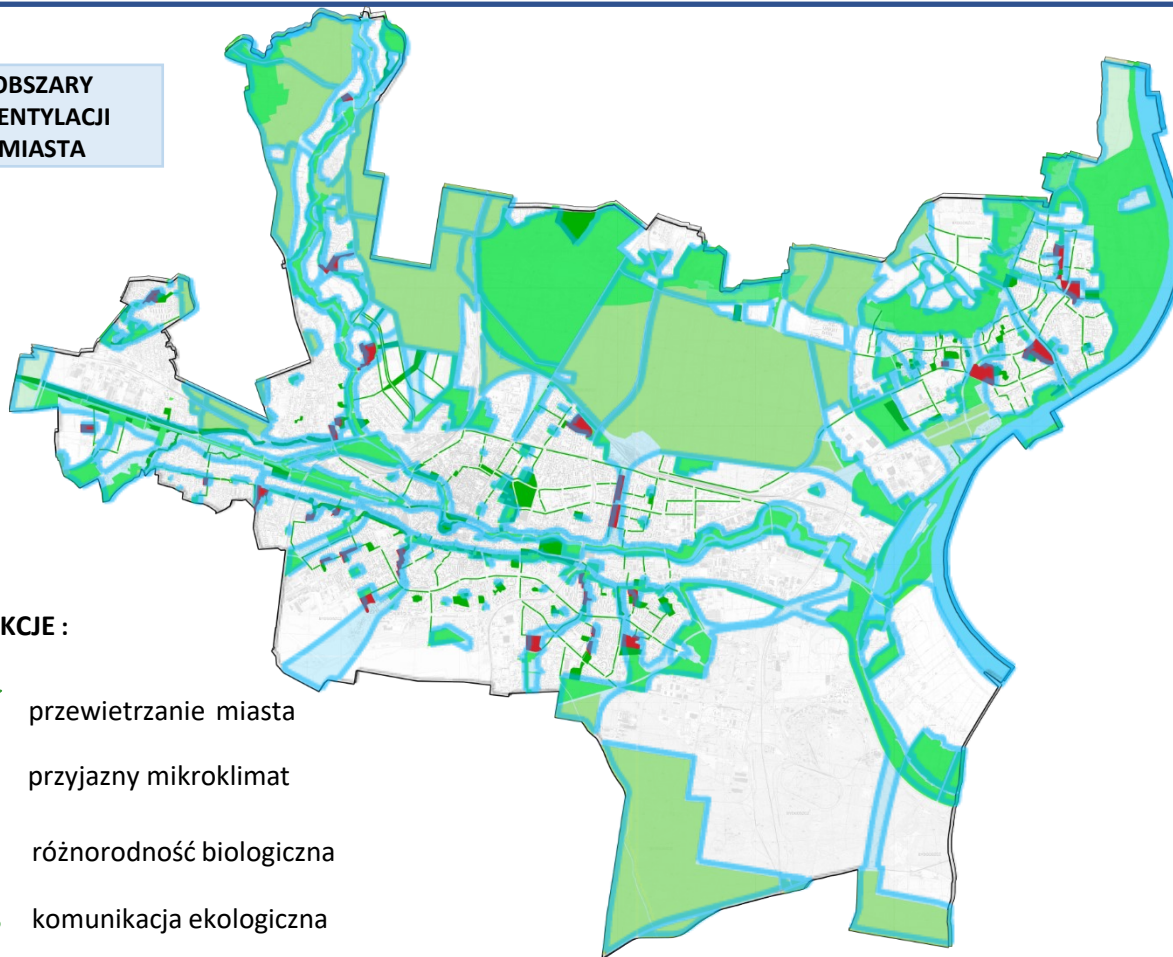 OBSZARY
ENTYLACJI
MIASTA
KCJE :
przewietrzanie miasta
przyjazny mikroklimat
różnorodność biologiczna
komunikacja ekologiczna